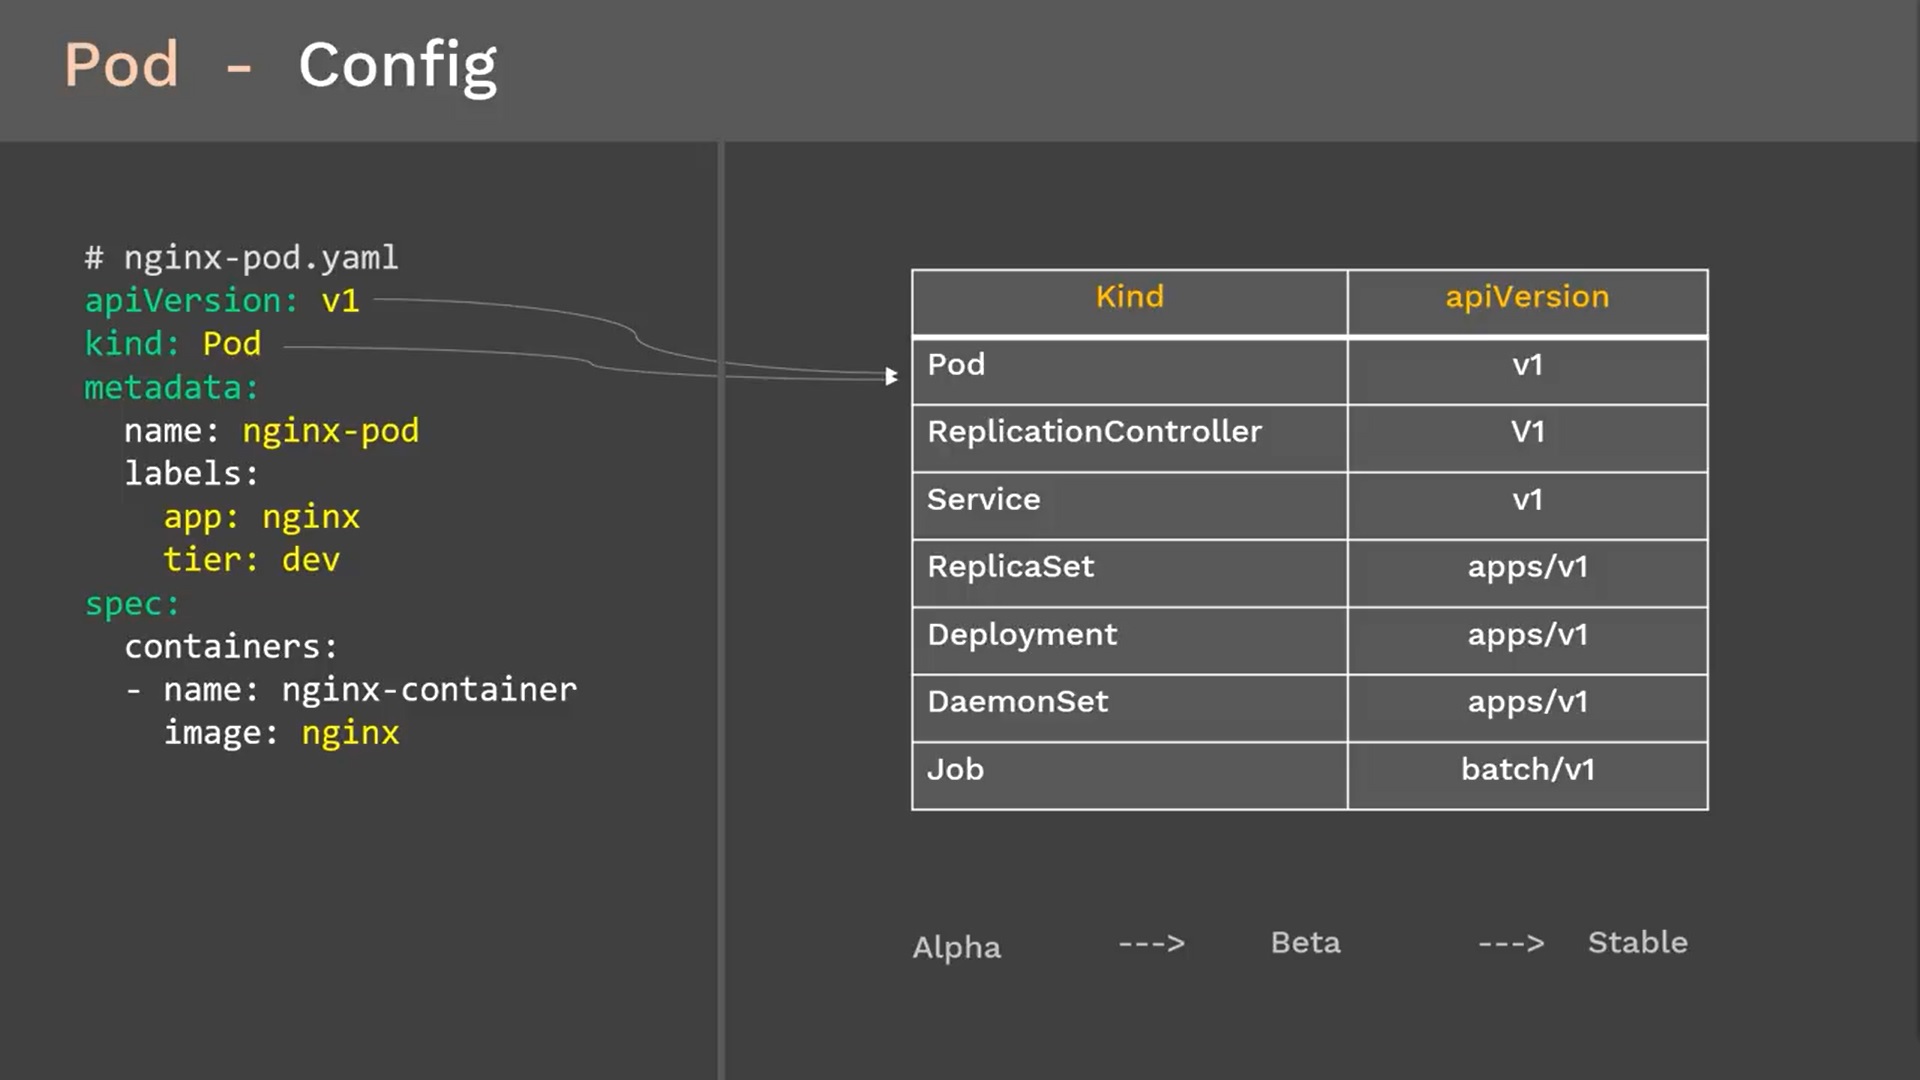 Pod - Config
# nginx-pod.yaml
apiVersion: v1
kind: Pod
metadata:
  name: nginx-pod
  labels:
    app: nginx
    tier: dev
spec:
  containers:
  - name: nginx-container
    image: nginx
Kind apiVersion
Pod v1
ReplicationController V1
Service v1
ReplicaSet apps/v1
Deployment apps/v1
DaemonSet apps/v1
Job batch/v1
Alpha ---> Beta ---> Stable